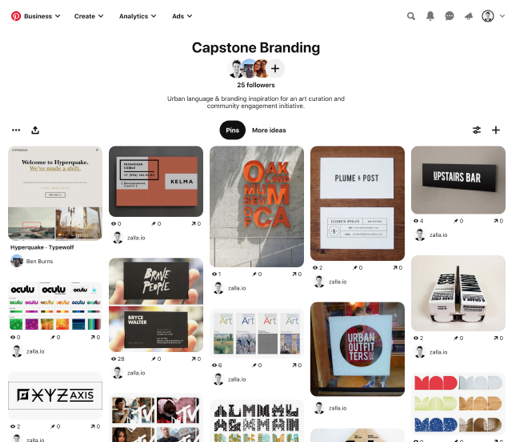 Business
Create
Analytics
Ads
Capstone Branding
25 followers
Urban language & branding inspiration for an art curation and
community engagement initiative.
Pins
More ideas
Welcome to Hyperquake.
We've made a shift.
Hyperquake - Typewolf
Ben Burns
oculu
oculu
oculu
0
0
0
zalla.io
XYZ AXIS
2
0
0
KELMA
0
0
0
zalla.io
BRAVE
PEOPLE
BRYCE
WALTER
28
0
0
zalla.io
MTV
OAK
CA
1
0
0
zalla.io
Art
Art
Art
Art
6
0
0
zalla.io
PLUME & POST
ELIZABETH
2
0
0
zalla.io
URBAN
OUTFIT
TERS
zalla.io
UPSTAIRS BAR
4
0
0
zalla.io
2
0
0
zalla.io